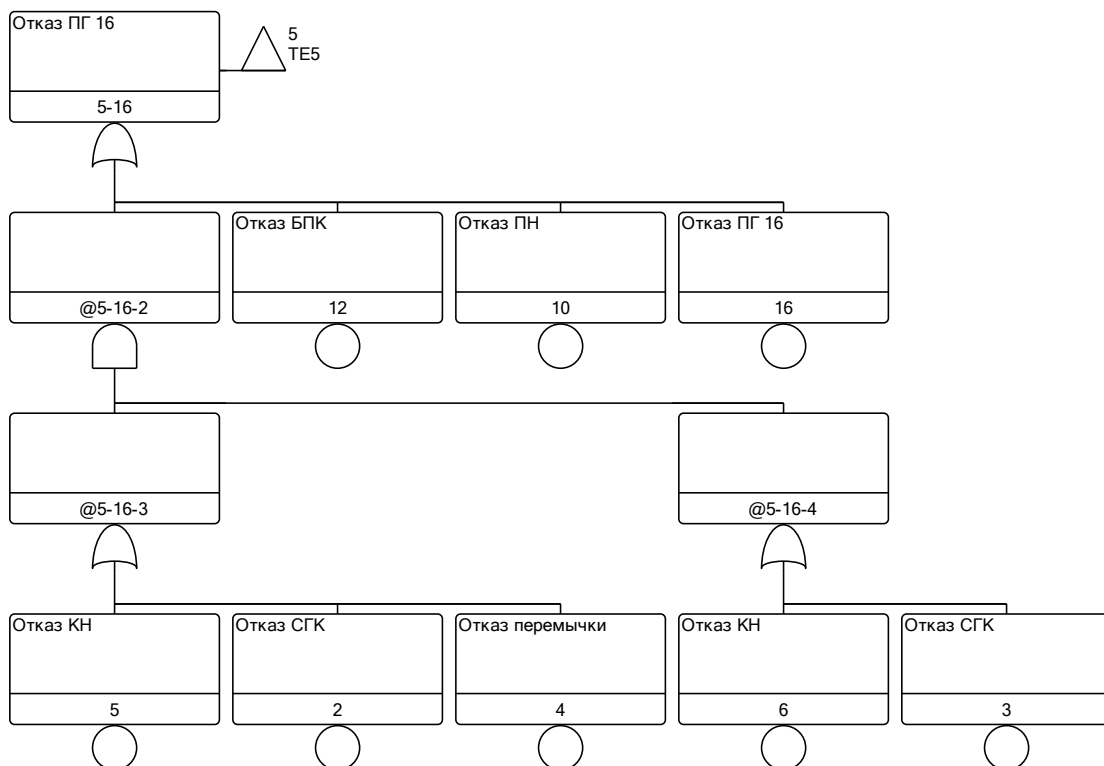 Отказ ПГ 16
5
TE5
5-16
Отказ БПК
Отказ ПН
Отказ ПГ 16
@5-16-2
12
10
16
@5-16-3
@5-16-4
Отказ КН
Отказ СГК
Отказ перемычки
Отказ КН
Отказ СГК
5
2
4
6
3